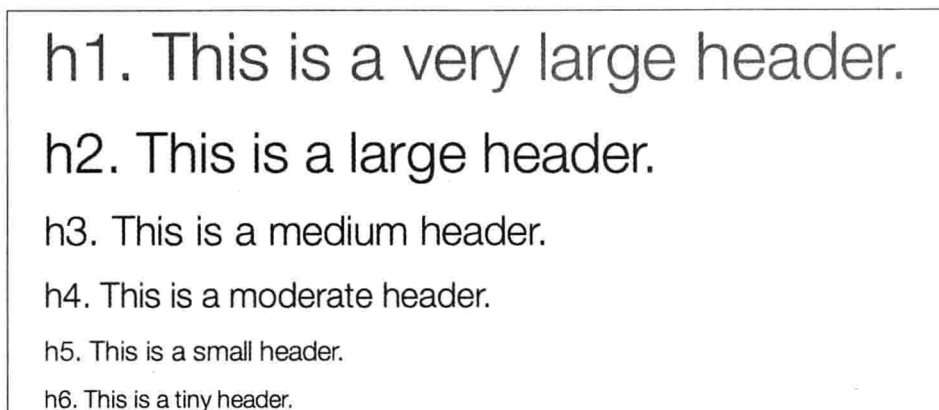 h1. This is a very large header.
h2. This is a large header.
h3. This is a medium header.
h4. This is a moderate header.
h5. This is a small header.
h6. This is a tiny header.